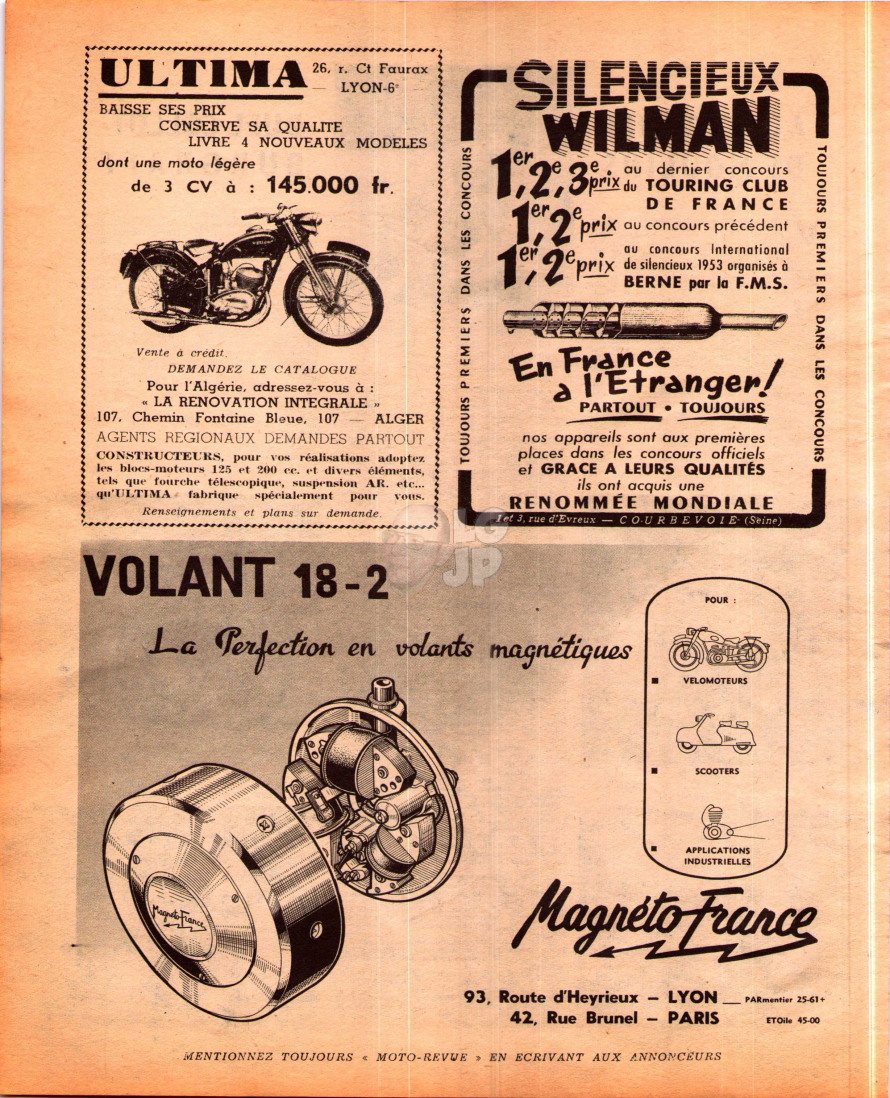 ULTIMA
26, r. Ct Faurax
— LYON-6e —
BAISSE SES PRIX
CONSERVE SA QUALITE
LIVRE 4 NOUVEAUX MODELES
dont une moto légère
de 3 CV à : 145.000 fr.
Vente à crédit.
DEMANDEZ LE CATALOGUE
Pour l'Algérie, adressez-vous à :
« LA RENOVATION INTEGRALE »
107, Chemin Fontaine Bleue, 107 — ALGER
AGENTS REGIONAUX DEMANDES PARTOUT
CONSTRUCTEURS, pour vos réalisations adoptez
les blocs-moteurs 125 et 200 cc. et divers éléments,
tels que fourche télescopique, suspension AR. etc...
qu'ULTIMA fabrique spécialement pour vous.
Renseignements et plans sur demande.
SILENCIEUX
WILMAN
TOUJOURS PREMIERS DANS LES CONCOURS
1er, 2e, 3e prix au dernier concours
du TOURING CLUB
DE FRANCE
1er, 2e prix au concours précédent
1er, 2e prix au concours International
de silencieux 1953 organisés à
BERNE par la F.M.S.
TOUJOURS PREMIERS DANS LES CONCOURS
En France
a l'Etranger!
PARTOUT • TOUJOURS
nos appareils sont aux premières
places dans les concours officiels
et GRACE A LEURS QUALITÉS
ils ont acquis une
RENOMMÉE MONDIALE
1 et 3, rue d'Evreux — COURBEVOIE (Seine)
LGJP
VOLANT 18-2
La Perfection en volants magnétiques
POUR :
VELOMOTEURS
SCOOTERS
APPLICATIONS
INDUSTRIELLES
Magnéto-France
Magnéto France
93, Route d'Heyrieux — LYON __ PARmentier 25-61+
42, Rue Brunel — PARIS ETOile 45-00
MENTIONNEZ TOUJOURS « MOTO-REVUE » EN ECRIVANT AUX ANNONCEURS